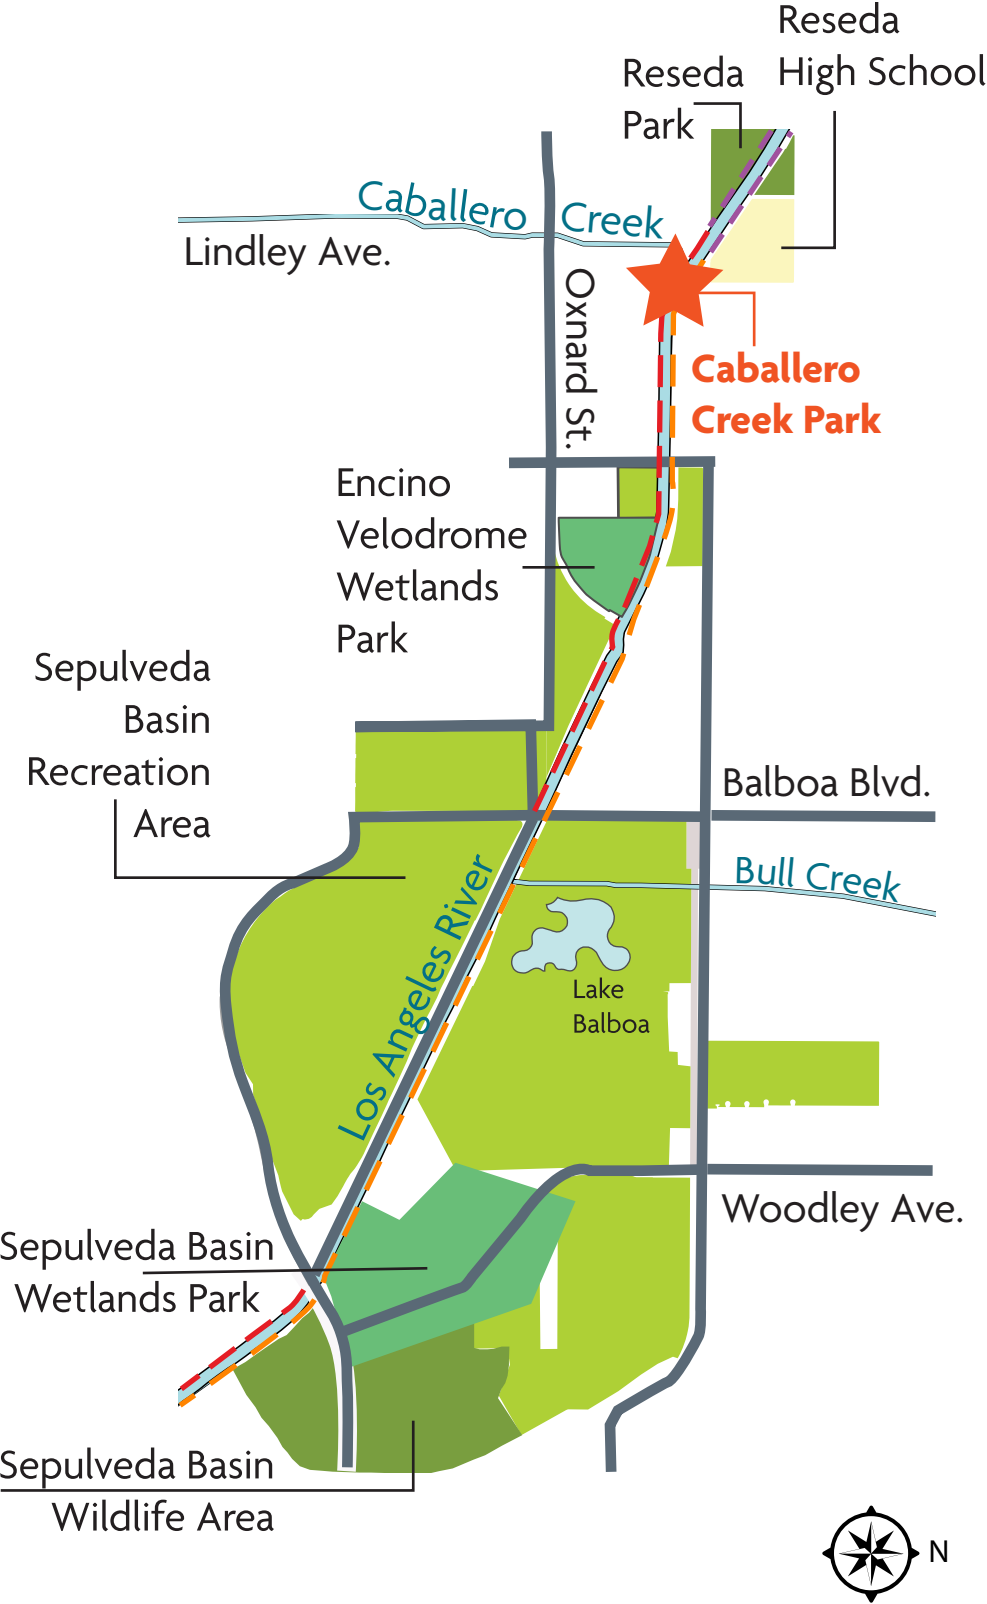 Reseda
High School
Reseda
Park
Caballero Creek
Lindley Ave.
Oxnard St.
Caballero
Creek Park
Encino
Velodrome
Wetlands
Park
Sepulveda
Basin
Recreation
Area
Balboa Blvd.
Bull Creek
Los Angeles River
Lake
Balboa
Woodley Ave.
Sepulveda Basin
Wetlands Park
Sepulveda Basin
Wildlife Area
N